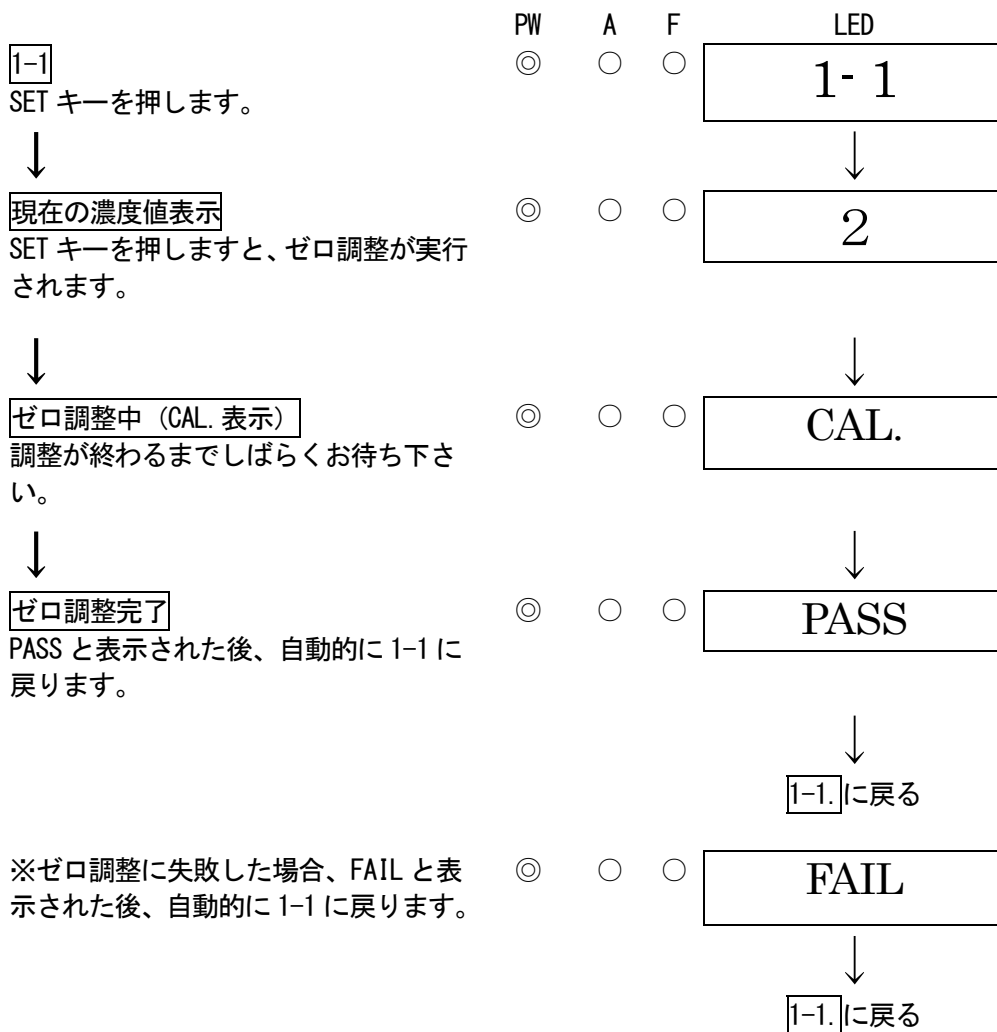 PW A F LED
1-1 ◎ ○ ○ 1- 1
SET キーを押します。
↓ ↓
現在の濃度値表示 ◎ ○ ○ 2
SET キーを押しますと、ゼロ調整が実行
されます。
↓ ↓
ゼロ調整中（CAL. 表示） ◎ ○ ○ CAL.
調整が終わるまでしばらくお待ち下さ
い。
↓ ↓
ゼロ調整完了 ◎ ○ ○ PASS
PASS と表示された後、自動的に 1-1 に
戻ります。
↓
1-1. に戻る
※ゼロ調整に失敗した場合、FAIL と表 ◎ ○ ○ FAIL
示された後、自動的に 1-1 に戻ります。
↓
1-1. に戻る